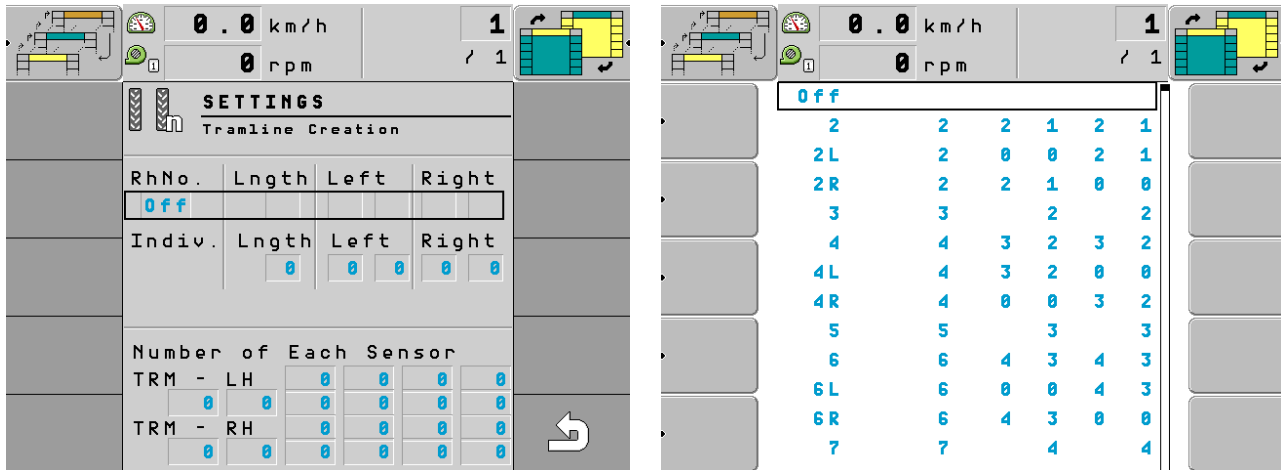 0.0 km/h 1
1 0 rpm / 1
SETTINGS
Tramline Creation
RhNo. Lngth Left Right
Off
Indiv. Lngth Left Right
0 0 0 0 0
Number of Each Sensor
TRM - LH 0 0 0 0
0 0 0 0 0 0
TRM - RH 0 0 0 0
0 0 0 0 0 0
0.0 km/h 1
1 0 rpm / 1
Off
2 2 2 1 2 1
2L 2 0 0 2 1
2R 2 2 1 0 0
3 3 2 2
4 4 3 2 3 2
4L 4 3 2 0 0
4R 4 0 0 3 2
5 5 3 3
6 6 4 3 4 3
6L 6 0 0 4 3
6R 6 4 3 0 0
7 7 4 4